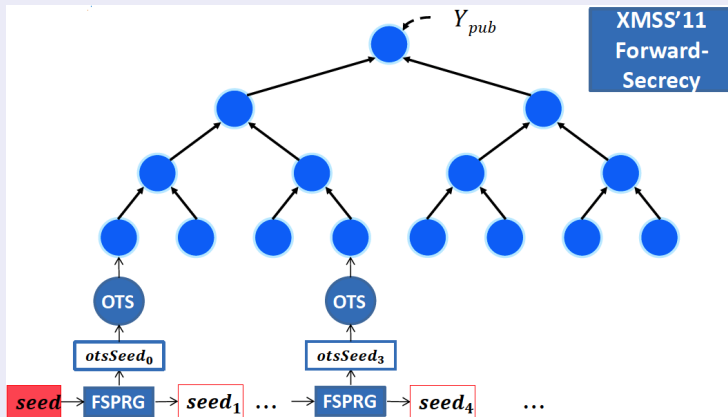 Y_pub
XMSS'11
Forward-
Secrecy
OTS
OTS
otsSeed_0
otsSeed_3
seed FSPRG seed_1 ... FSPRG seed_4 ...